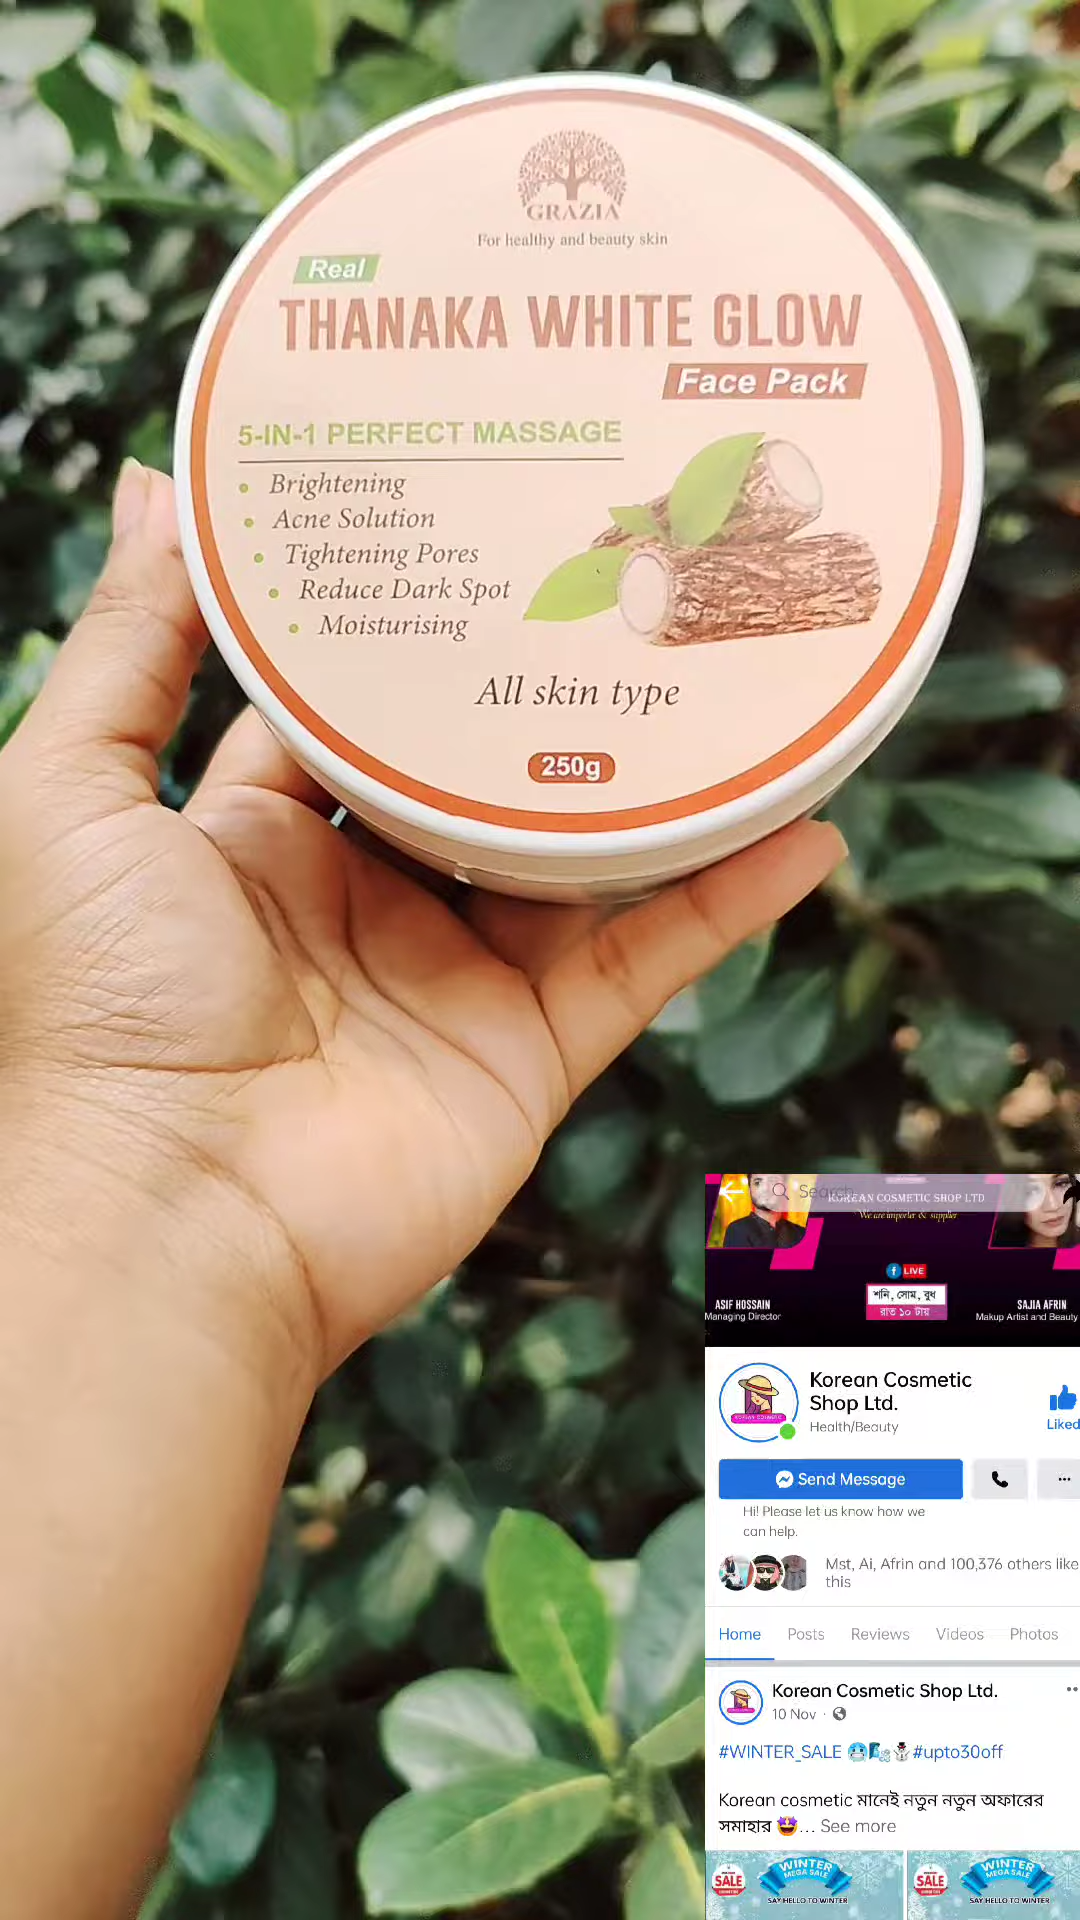 GRAZIA
For healthy and beauty skin
Real
THANAKA WHITE GLOW
Face Pack
5-IN-1 PERFECT MASSAGE
Brightening
Acne Solution
Tightening Pores
Reduce Dark Spot
Moisturising
All skin type
250g
Search
KOREAN COSMETIC SHOP LTD
We are importer & supplier
LIVE
শনি, সোম, বুধ
রাত ১০ টায়
ASIF HOSSAIN
Managing Director
SAJIA AFRIN
Makup Artist and Beauty
Korean Cosmetic
Shop Ltd.
Health/Beauty
Liked
Send Message
Hi! Please let us know how we
can help.
Mst, Ai, Afrin and 100,376 others like
this
Home Posts Reviews Videos Photos
Korean Cosmetic Shop Ltd.
10 Nov
#WINTER_SALE 🥶🧊⛄#upto30off
Korean cosmetic মানেই নতুন নতুন অফারের
সমাহার 🤩... See more
SALE
WINTER
MEGA SALE
SAY HELLO TO WINTER
SALE
WINTER
MEGA SALE
SAY HELLO TO WINTER